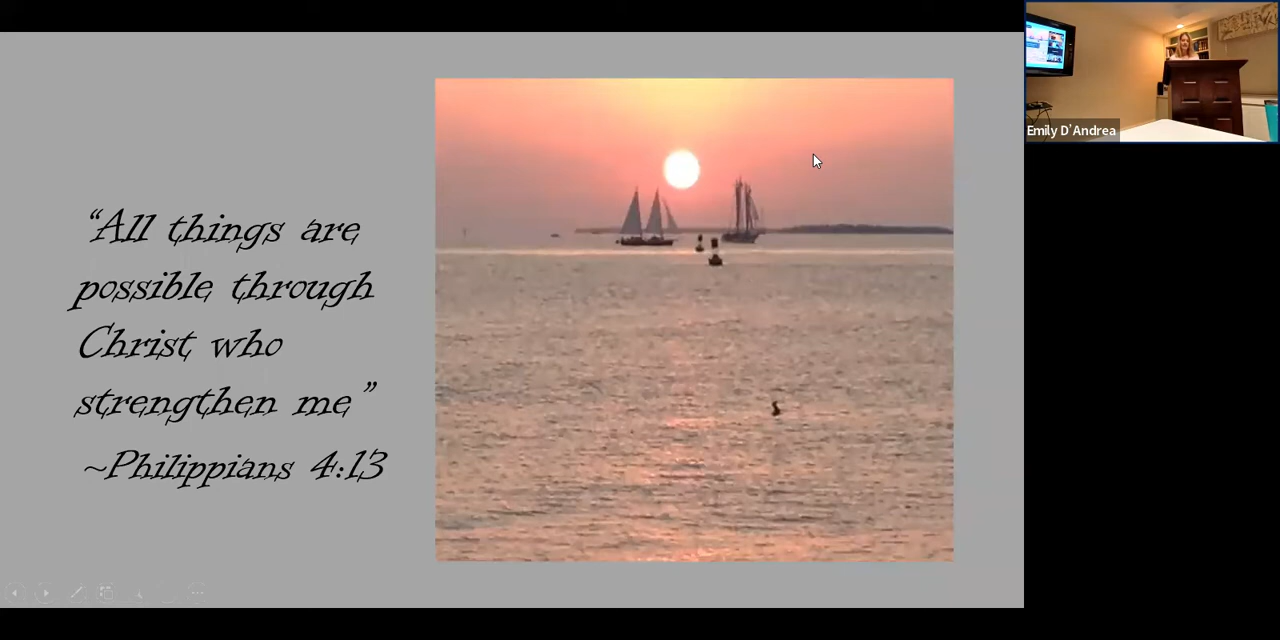 “All things are
possible through
Christ who
strengthen me”
~Philippians 4:13
Emily D'Andrea